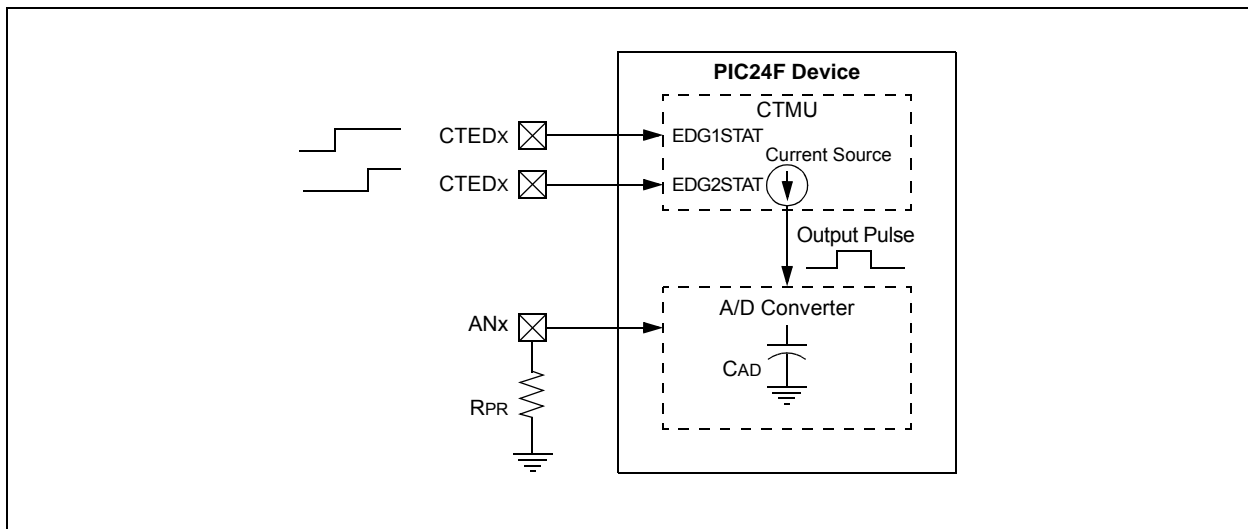 PIC24F Device
CTMU
CTEDX
EDG1STAT
Current Source
CTEDX
EDG2STAT
Output Pulse
A/D Converter
ANx
CAD
RPR